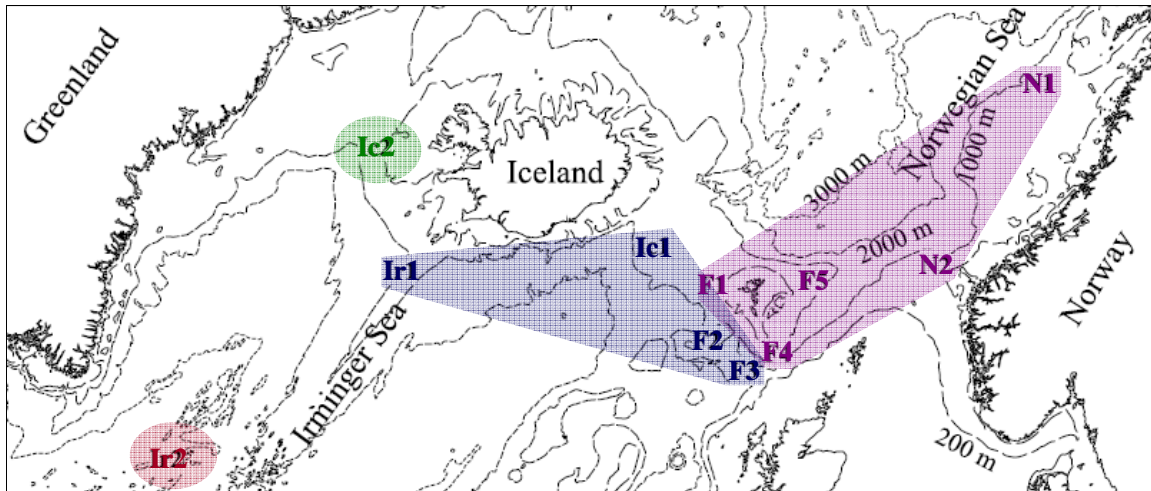 Greenland
Norwegian Sea
N1
Ic2
Iceland
1000 m
3000 m
Ic1
2000 m
Ir1
N2
F1
F5
Norway
F2
F4
F3
Irminger Sea
200 m
Ir2